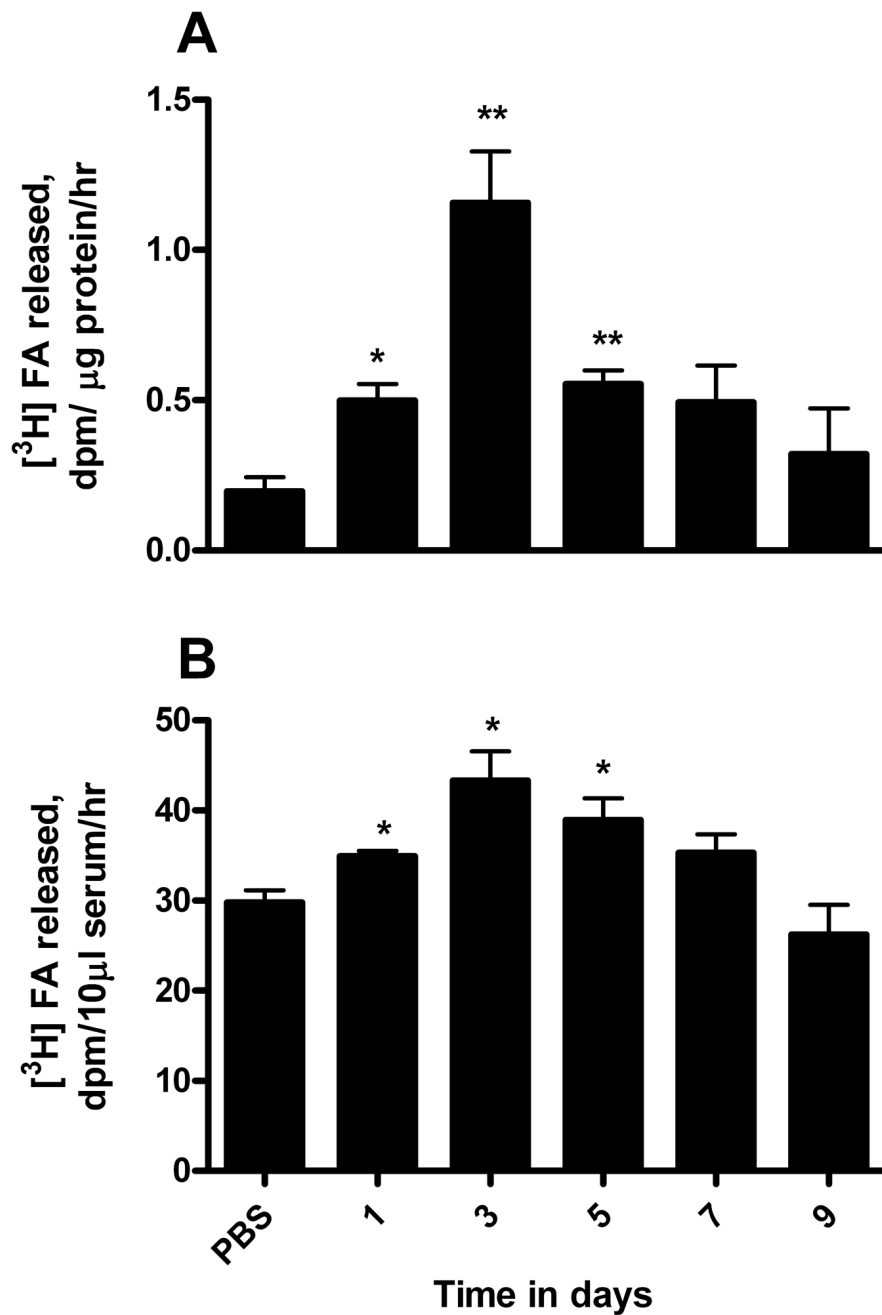 A
[³H] FA released,
dpm/ μg protein/hr
1.5
1.0
0.5
0.0
*
**
**
B
[³H] FA released,
dpm/10μl serum/hr
50
40
30
20
10
0
*
*
*
PBS 1 3 5 7 9
Time in days